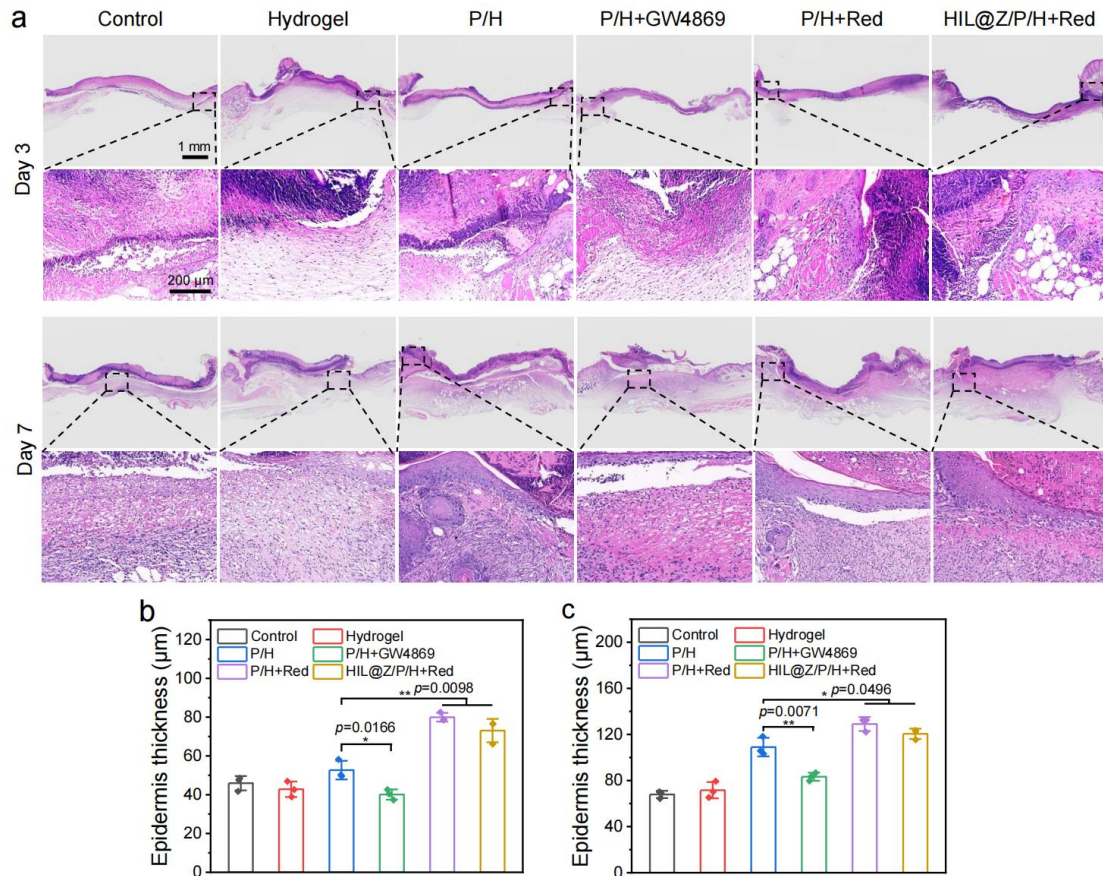 a
Control Hydrogel P/H P/H+GW4869 P/H+Red HIL@Z/P/H+Red
Day 3
1 mm
200 μm
Day 7
b
Epidermis thickness (μm)
120
100
80
60
40
20
0
Control Hydrogel
P/H P/H+GW4869
P/H+Red HIL@Z/P/H+Red
** p=0.0098
p=0.0166
*
c
Epidermis thickness (μm)
200
160
120
80
40
0
Control Hydrogel
P/H P/H+GW4869
P/H+Red HIL@Z/P/H+Red
* p=0.0496
p=0.0071
**